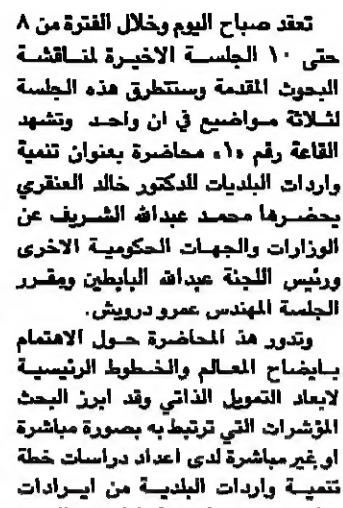 تعقد صباح اليوم وخلال الفترة من ٨
حتى ١٠ الجلسة الاخيرة لمناقشة
البحوث المقدمة وستتطرق هذه الجلسة
لثلاثة مواضيع في ان واحد وتشهد
القاعة رقم «١» محاضرة بعنوان تنمية
واردات البلديات للدكتور خالد العنقري
يحضرها محمد عبدالله الشريف عن
الوزارات والجهات الحكومية الاخرى
ورئيس اللجنة عبدالله البابطين ومقرر
الجلسة المهندس عمرو درويش.
وتدور هذ المحاضرة حول الاهتمام
بايضاح المعالم والخطوط الرئيسية
لابعاد التمويل الذاتي وقد ابرز البحث
المؤشرات التي ترتبط به بصورة مباشرة
او غير مباشرة لدى اعداد دراسات خطة
تنمية واردات البلدية من ايرادات